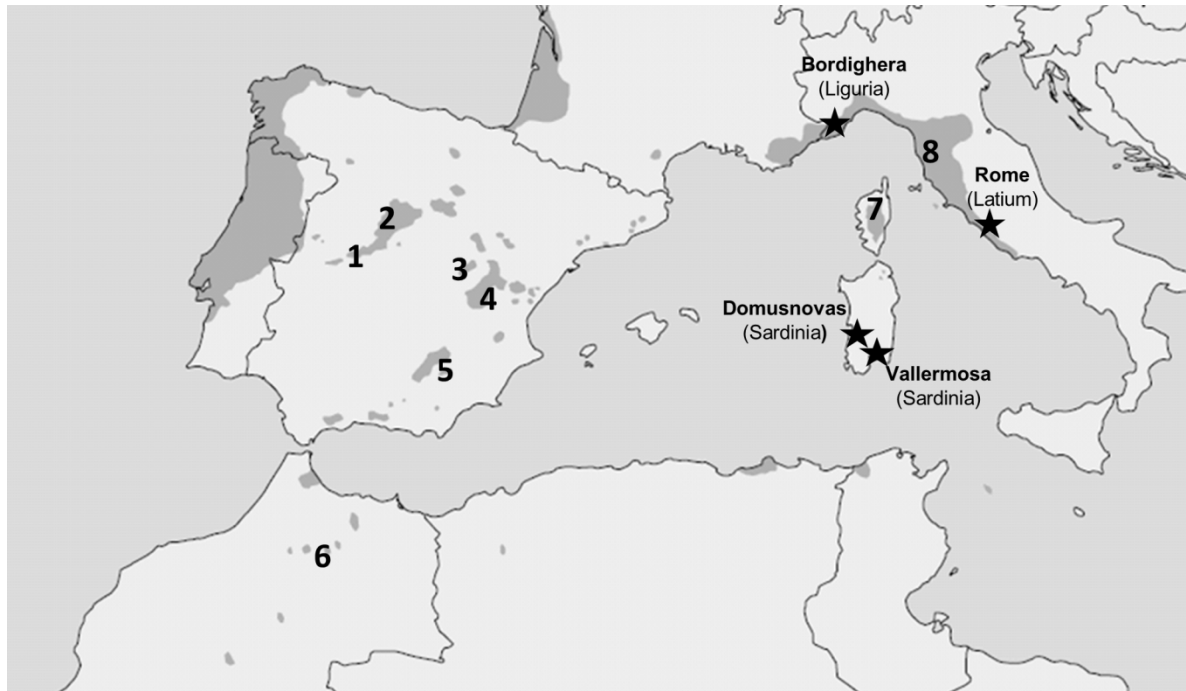 Bordighera
(Liguria)
8
Rome
(Latium)
7
2
1
3
4
Domusnovas
(Sardinia)
5
Vallermosa
(Sardinia)
6